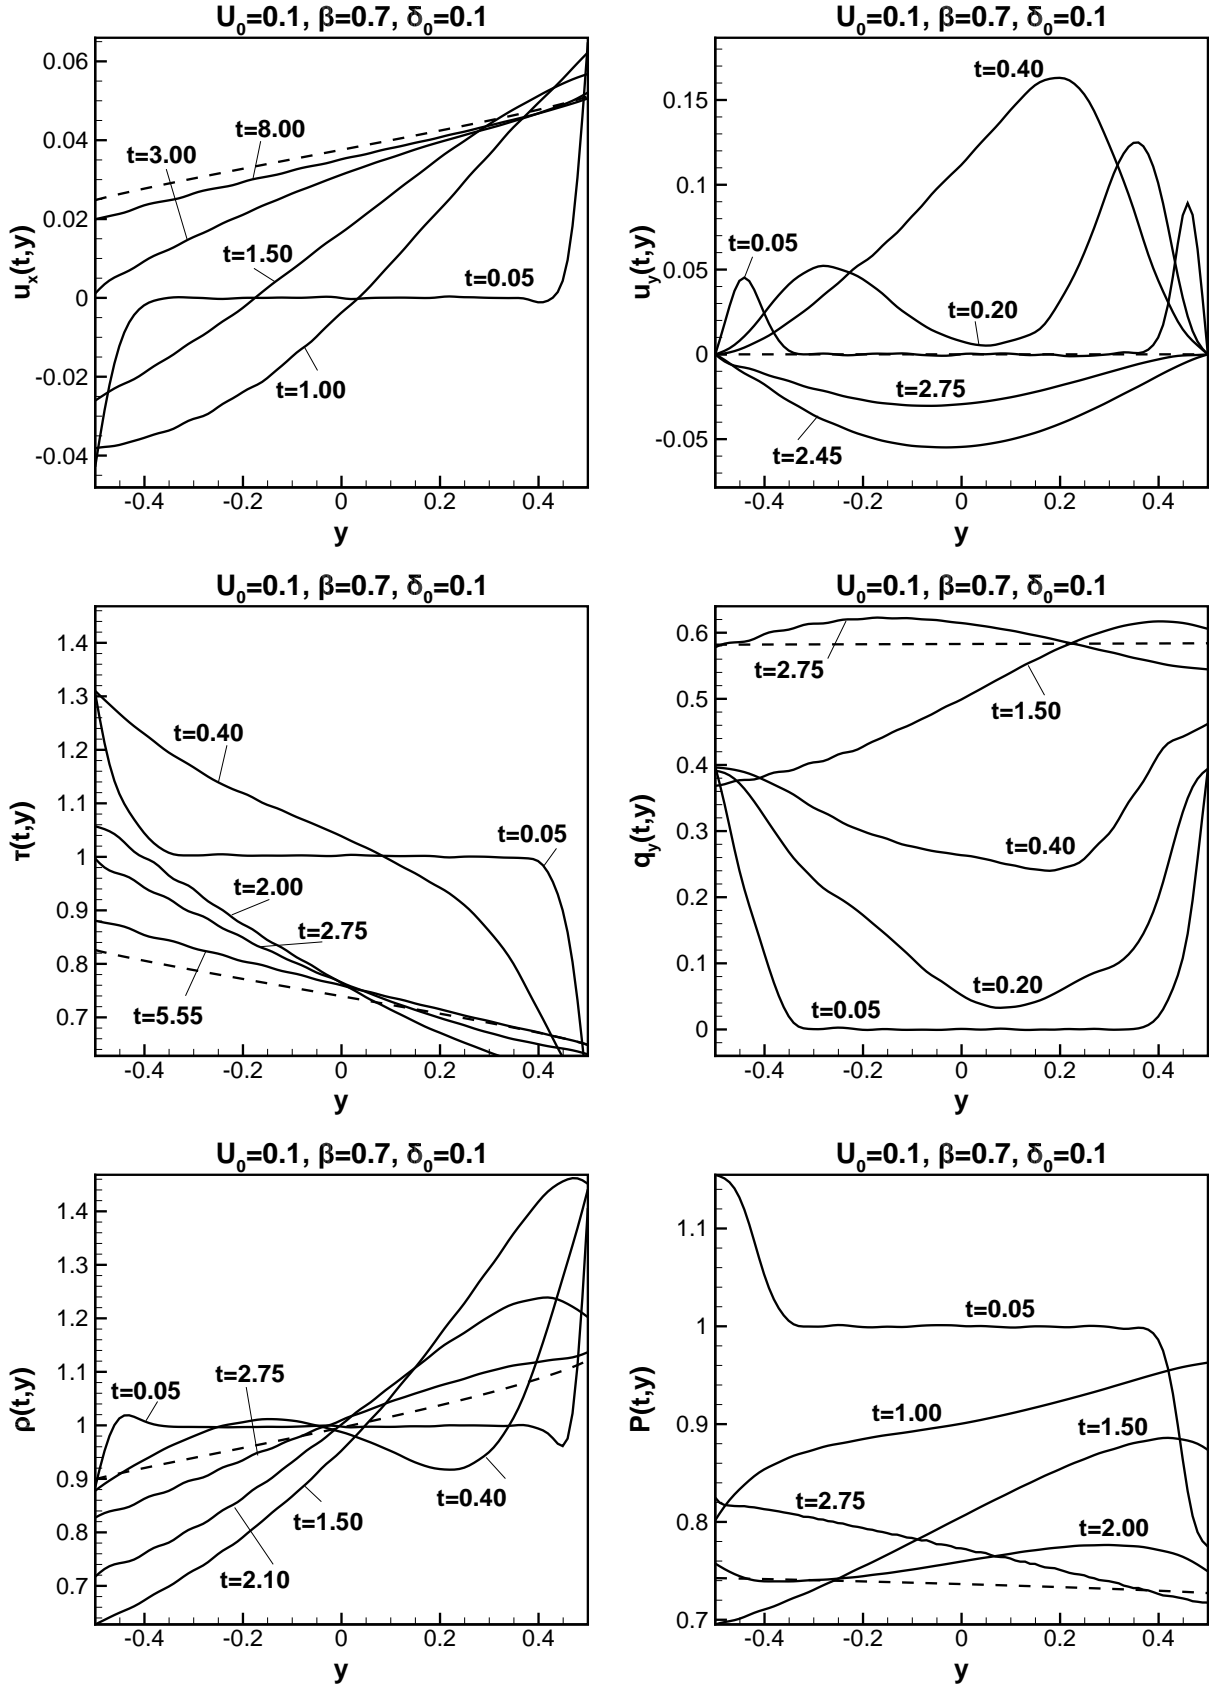 U₀=0.1, β=0.7, δ₀=0.1
0.06
0.04
0.02
0
-0.02
-0.04
uₓ(t,y)
t=8.00
t=3.00
t=1.50
t=0.05
t=1.00
-0.4 -0.2 0 0.2 0.4
y
U₀=0.1, β=0.7, δ₀=0.1
0.15
0.1
0.05
0
-0.05
u_y(t,y)
t=0.40
t=0.05
t=0.20
t=2.75
t=2.45
-0.4 -0.2 0 0.2 0.4
y
U₀=0.1, β=0.7, δ₀=0.1
1.4
1.3
1.2
1.1
1
0.9
0.8
0.7
τ(t,y)
t=0.40
t=0.05
t=2.00
t=2.75
t=5.55
-0.4 -0.2 0 0.2 0.4
y
U₀=0.1, β=0.7, δ₀=0.1
0.6
0.5
0.4
0.3
0.2
0.1
0
q_y(t,y)
t=2.75
t=1.50
t=0.40
t=0.20
t=0.05
-0.4 -0.2 0 0.2 0.4
y
U₀=0.1, β=0.7, δ₀=0.1
1.4
1.3
1.2
1.1
1
0.9
0.8
0.7
ρ(t,y)
t=2.75
t=0.05
t=0.40
t=1.50
t=2.10
-0.4 -0.2 0 0.2 0.4
y
U₀=0.1, β=0.7, δ₀=0.1
1.1
1
0.9
0.8
0.7
P(t,y)
t=0.05
t=1.00
t=1.50
t=2.75
t=2.00
-0.4 -0.2 0 0.2 0.4
y